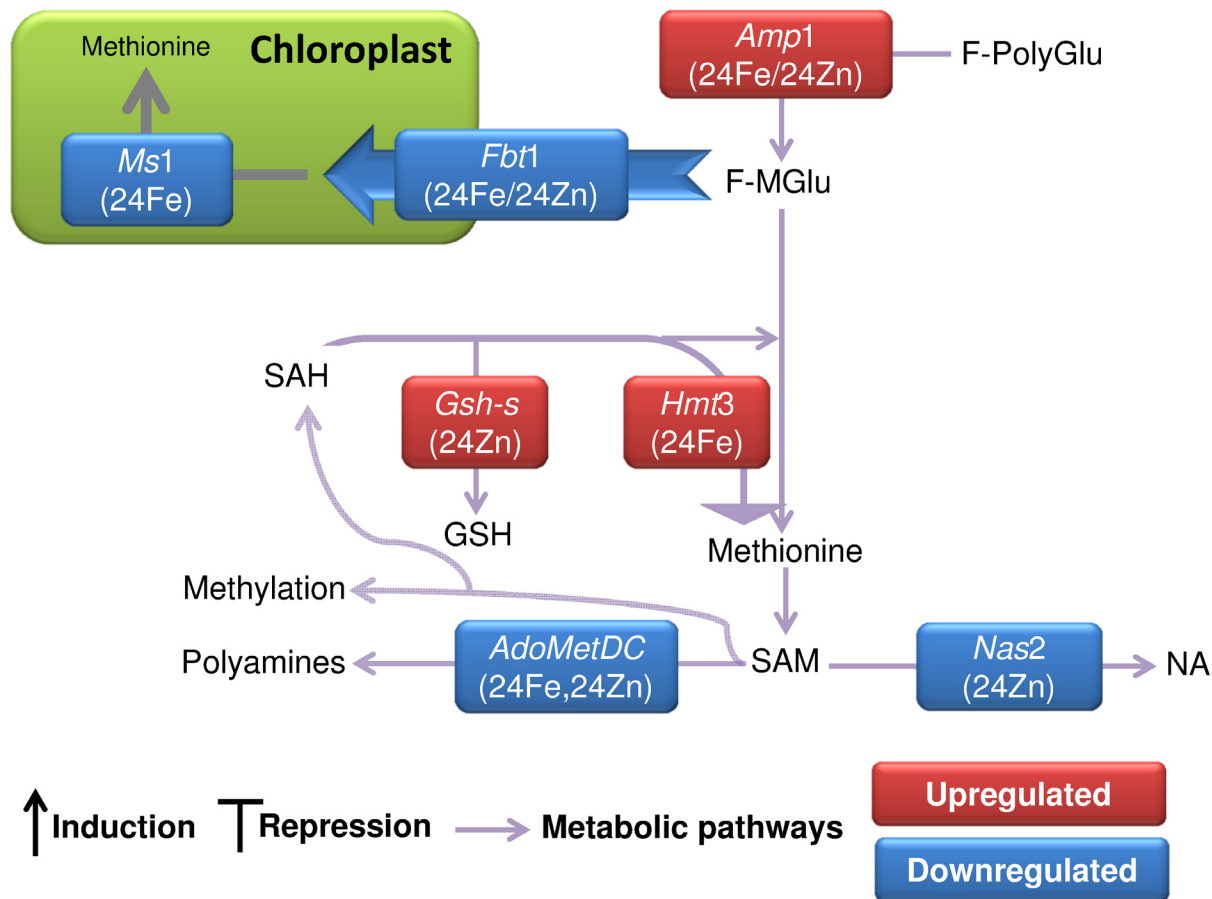 Methionine
Chloroplast
Ms1
(24Fe)
Fbt1
(24Fe/24Zn)
Amp1
(24Fe/24Zn)
F-PolyGlu
F-MGlu
SAH
Gsh-s
(24Zn)
Hmt3
(24Fe)
GSH
Methionine
Methylation
Polyamines
AdoMetDC
(24Fe,24Zn)
SAM
Nas2
(24Zn)
NA
Induction
Repression
Metabolic pathways
Upregulated
Downregulated